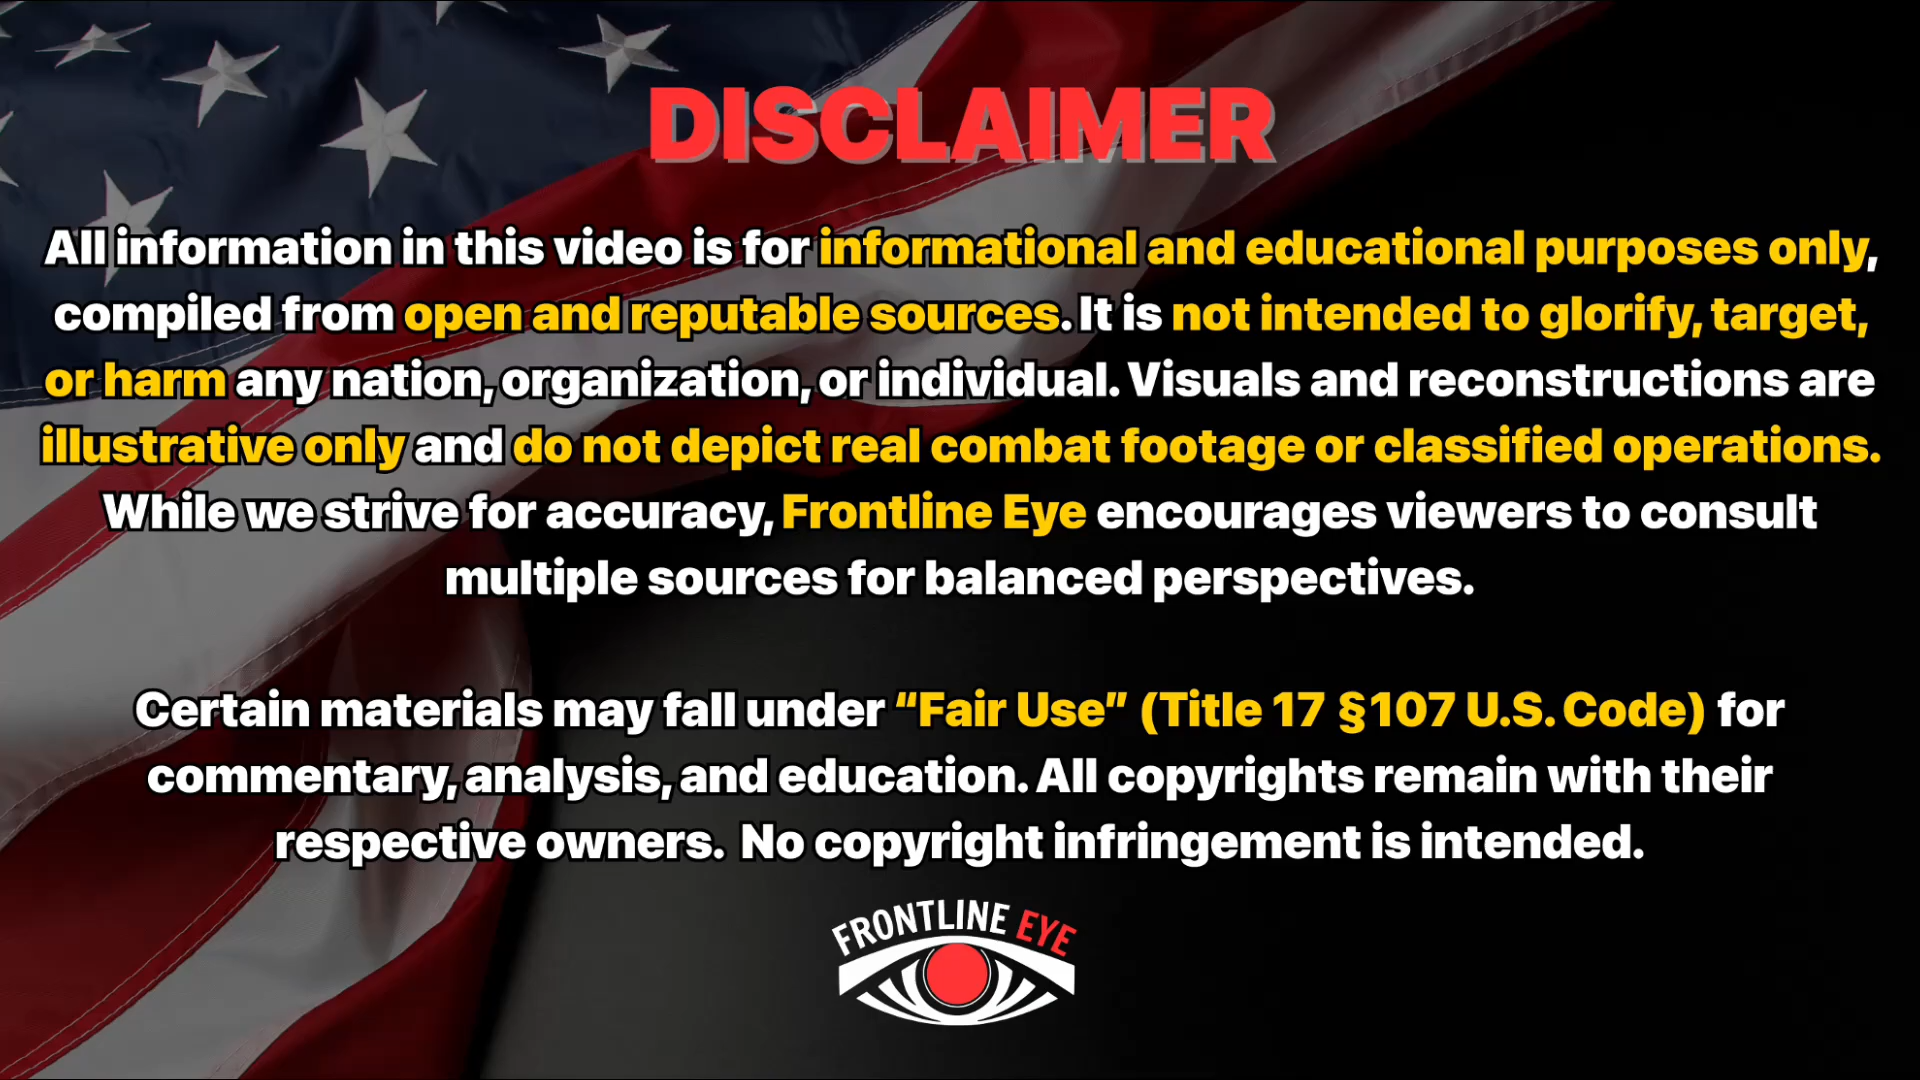 DISCLAIMER
All information in this video is for informational and educational purposes only,
compiled from open and reputable sources. It is not intended to glorify, target,
or harm any nation, organization, or individual. Visuals and reconstructions are
illustrative only and do not depict real combat footage or classified operations.
While we strive for accuracy, Frontline Eye encourages viewers to consult
multiple sources for balanced perspectives.
Certain materials may fall under “Fair Use” (Title 17 §107 U.S. Code) for
commentary, analysis, and education. All copyrights remain with their
respective owners. No copyright infringement is intended.
FRONTLINE EYE